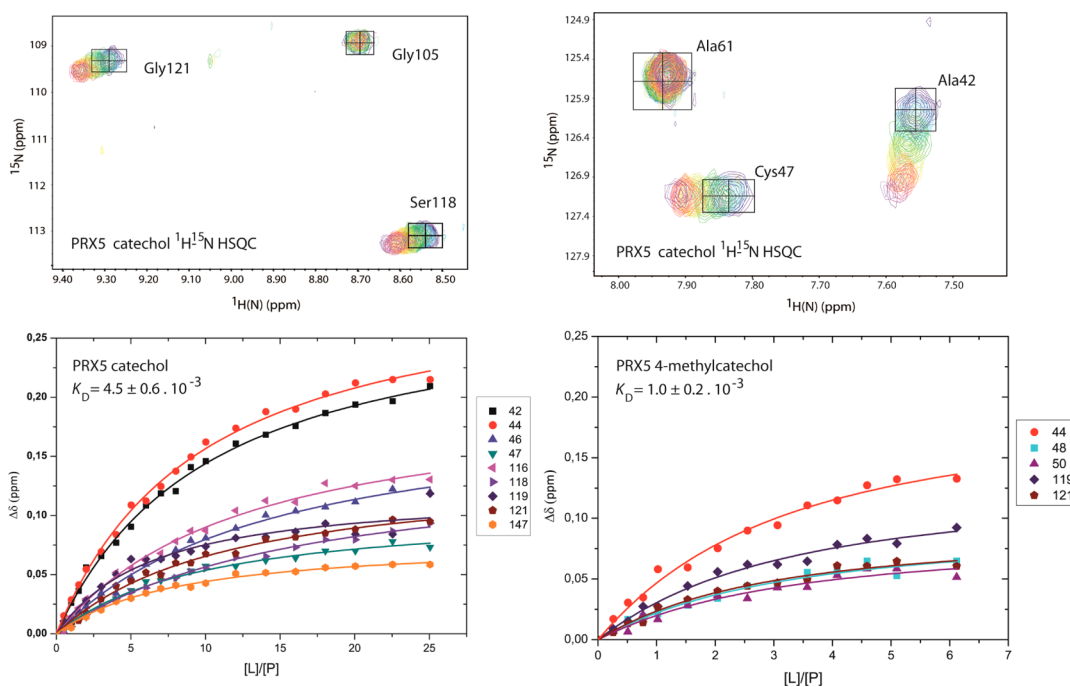 Gly121
Gly105
Ser118
PRX5 catechol ¹H-¹⁵N HSQC
¹⁵N (ppm)
109
110
111
112
113
9.40 9.30 9.20 9.10 9.00 8.90 8.80 8.70 8.60 8.50
¹H(N) (ppm)
Ala61
Ala42
Cys47
PRX5 catechol ¹H-¹⁵N HSQC
¹⁵N (ppm)
124.9
125.4
125.9
126.4
126.9
127.4
127.9
8.00 7.90 7.80 7.70 7.60 7.50
¹H(N) (ppm)
PRX5 catechol
K_D = 4.5 ± 0.6 . 10⁻³
Δδ (ppm)
0,25
0,20
0,15
0,10
0,05
0,00
0 5 10 15 20 25
[L]/[P]
42
44
46
47
116
118
119
121
147
PRX5 4-methylcatechol
K_D = 1.0 ± 0.2 . 10⁻³
Δδ (ppm)
0,25
0,20
0,15
0,10
0,05
0,00
0 1 2 3 4 5 6 7
[L]/[P]
44
48
50
119
121